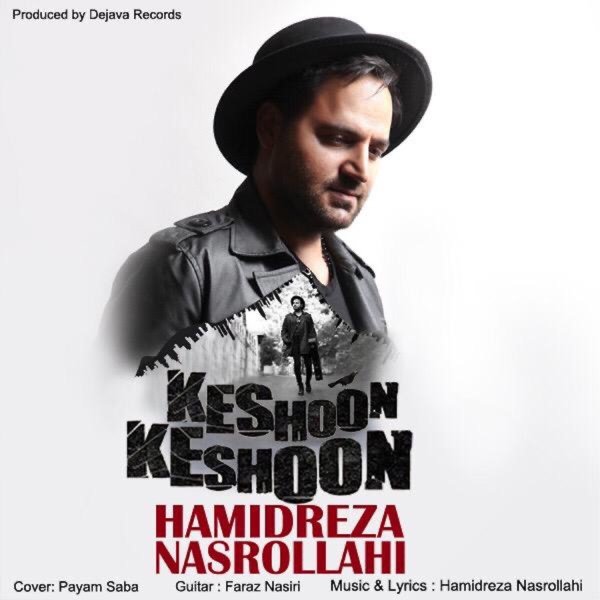 Produced by Dejava Records
KESHOON
KESHOON
HAMIDREZA
NASROLLAHI
Cover: Payam Saba Guitar : Faraz Nasiri Music & Lyrics : Hamidreza Nasrollahi